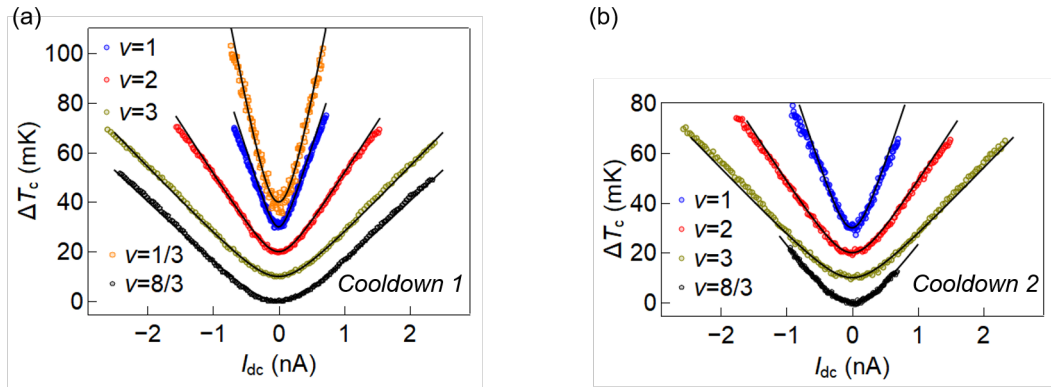 (a)
ΔTc (mK)
100
80
60
40
20
0
ν=1
ν=2
ν=3
ν=1/3
ν=8/3
Cooldown 1
−2 −1 0 1 2
Idc (nA)
(b)
ΔTc (mK)
80
60
40
20
0
ν=1
ν=2
ν=3
ν=8/3
Cooldown 2
−2 −1 0 1 2
Idc (nA)